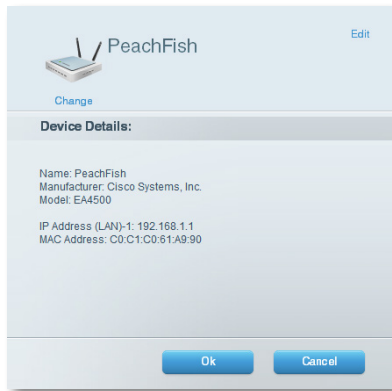 PeachFish
Edit
Change
Device Details:
Name: PeachFish
Manufacturer: Cisco Systems, Inc.
Model: EA4500
IP Address (LAN)-1: 192.168.1.1
MAC Address: C0:C1:C0:61:A9:90
Ok
Cancel